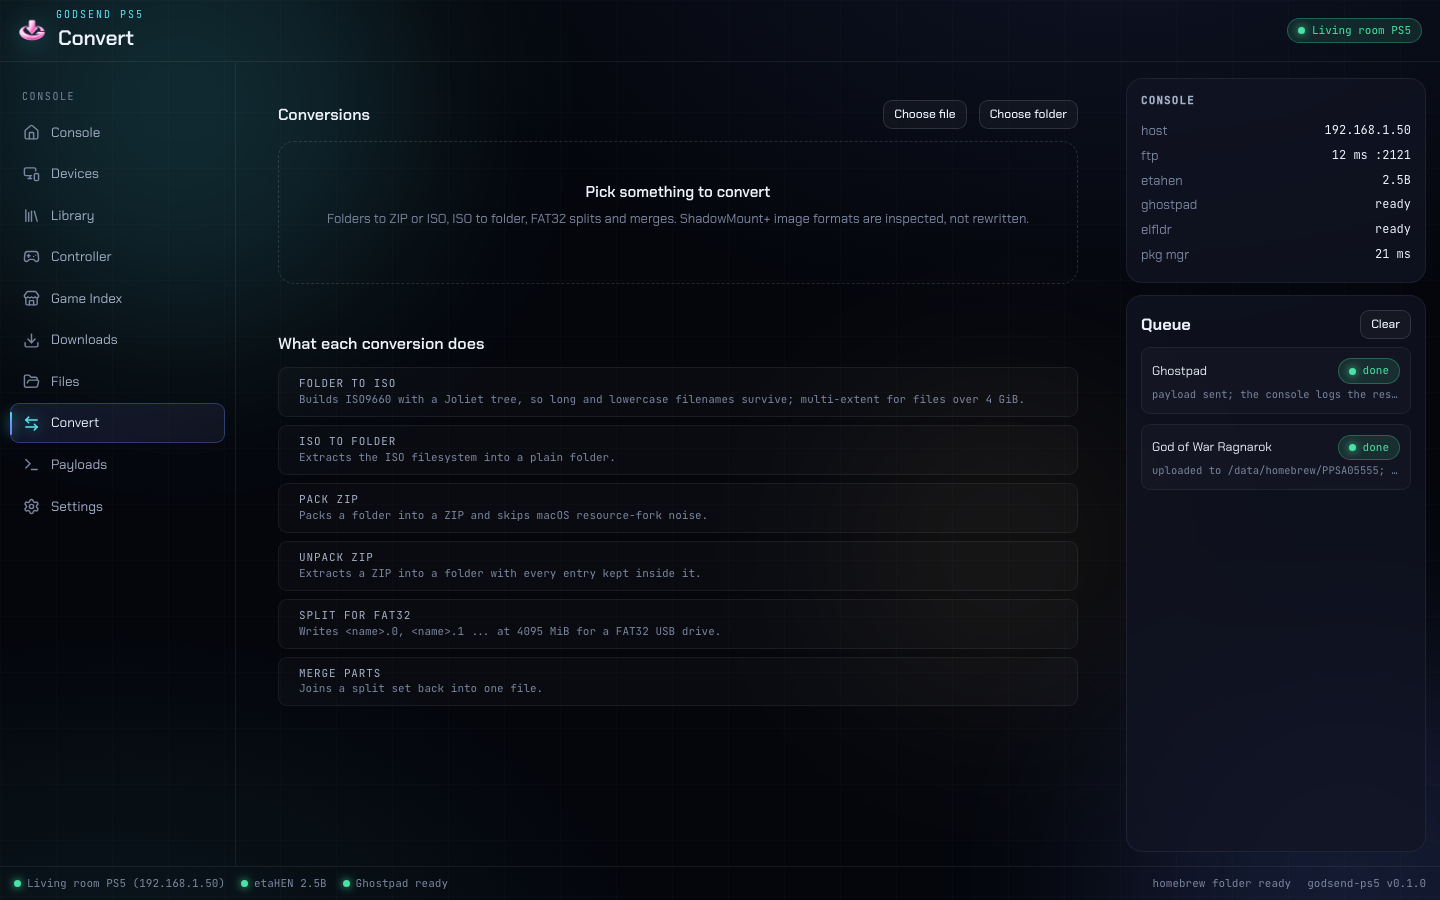 GODSEND PS5
Convert
Living room PS5
CONSOLE
Console
Devices
Library
Controller
Game Index
Downloads
Files
Convert
Payloads
Settings
Conversions
Choose file
Choose folder
Pick something to convert
Folders to ZIP or ISO, ISO to folder, FAT32 splits and merges. ShadowMount+ image formats are inspected, not rewritten.
What each conversion does
FOLDER TO ISO
Builds ISO9660 with a Joliet tree, so long and lowercase filenames survive; multi-extent for files over 4 GiB.
ISO TO FOLDER
Extracts the ISO filesystem into a plain folder.
PACK ZIP
Packs a folder into a ZIP and skips macOS resource-fork noise.
UNPACK ZIP
Extracts a ZIP into a folder with every entry kept inside it.
SPLIT FOR FAT32
Writes <name>.0, <name>.1 ... at 4095 MiB for a FAT32 USB drive.
MERGE PARTS
Joins a split set back into one file.
CONSOLE
host 192.168.1.50
ftp 12 ms :2121
etahen 2.5B
ghostpad ready
elfldr ready
pkg mgr 21 ms
Queue
Clear
Ghostpad
done
payload sent; the console logs the res…
God of War Ragnarok
done
uploaded to /data/homebrew/PPSA05555; …
Living room PS5 (192.168.1.50)
etaHEN 2.5B
Ghostpad ready
homebrew folder ready
godsend-ps5 v0.1.0